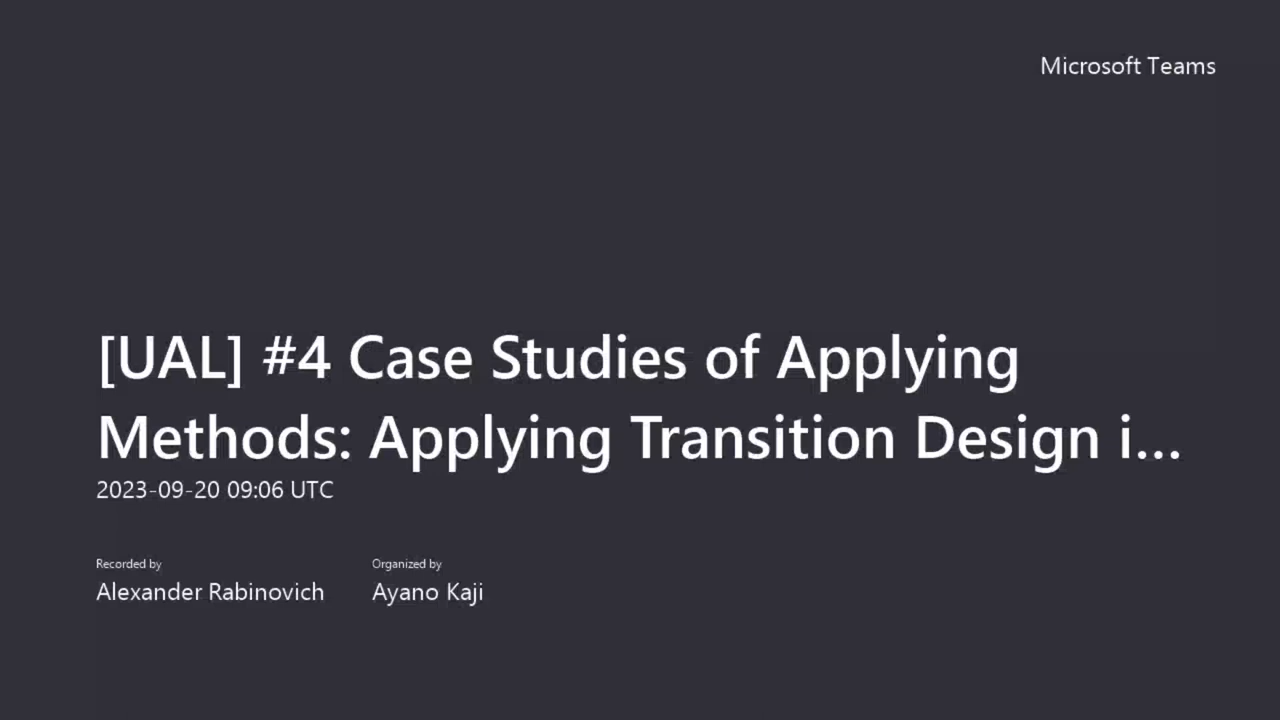 Microsoft Teams
[UAL] #4 Case Studies of Applying
Methods: Applying Transition Design i...
2023-09-20 09:06 UTC
Recorded by
Alexander Rabinovich
Organized by
Ayano Kaji